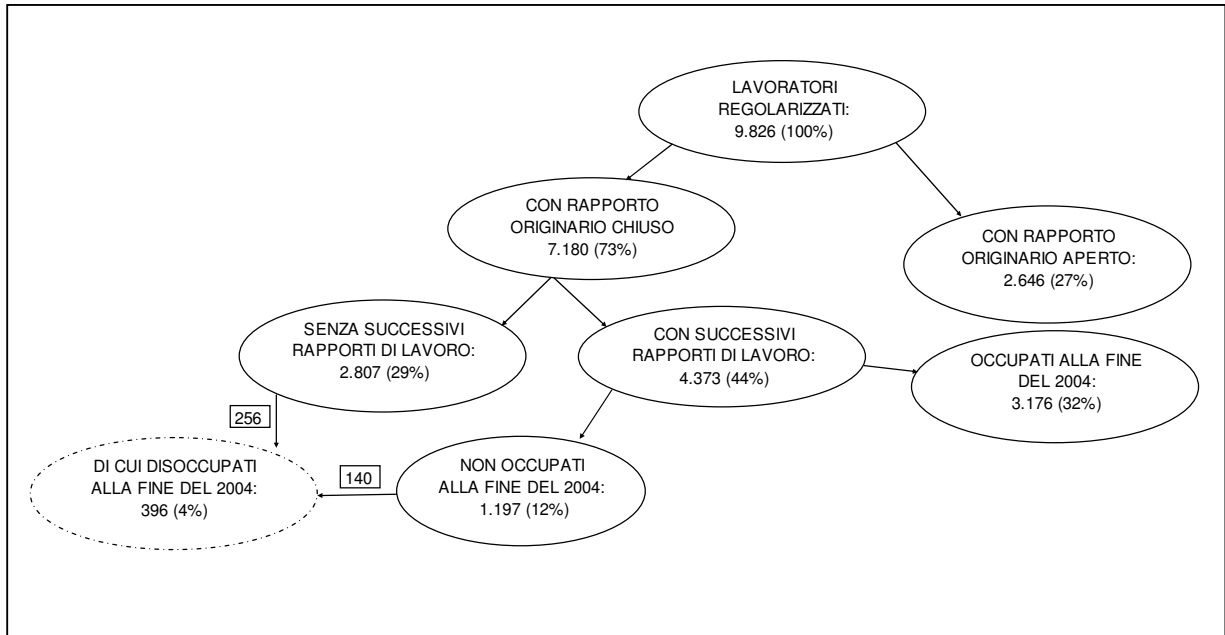 LAVORATORI
REGOLARIZZATI:
9.826 (100%)
CON RAPPORTO
ORIGINARIO CHIUSO
7.180 (73%)
CON RAPPORTO
ORIGINARIO APERTO:
2.646 (27%)
SENZA SUCCESSIVI
RAPPORTI DI LAVORO:
2.807 (29%)
CON SUCCESSIVI
RAPPORTI DI LAVORO:
4.373 (44%)
OCCUPATI ALLA FINE
DEL 2004:
3.176 (32%)
256
DI CUI DISOCCUPATI
ALLA FINE DEL 2004:
396 (4%)
140
NON OCCUPATI
ALLA FINE DEL 2004:
1.197 (12%)